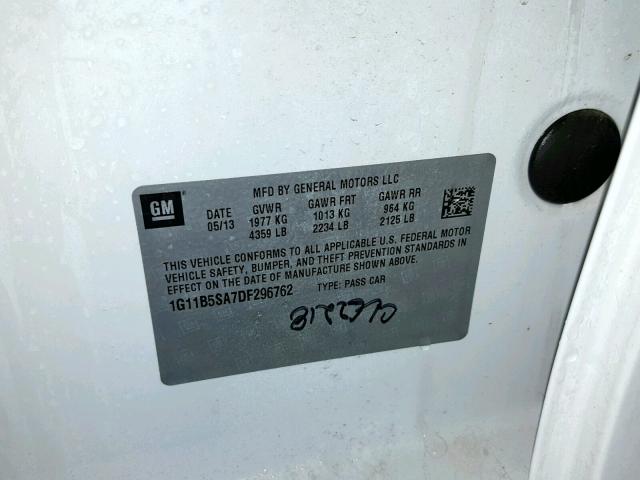 GM
MFD BY GENERAL MOTORS LLC
DATE GVWR GAWR FRT GAWR RR
05/13 1977 KG 1013 KG 964 KG
4359 LB 2234 LB 2125 LB
THIS VEHICLE CONFORMS TO ALL APPLICABLE U.S. FEDERAL MOTOR
VEHICLE SAFETY, BUMPER, AND THEFT PREVENTION STANDARDS IN
EFFECT ON THE DATE OF MANUFACTURE SHOWN ABOVE.
1G11B5SA7DF296762 TYPE: PASS CAR